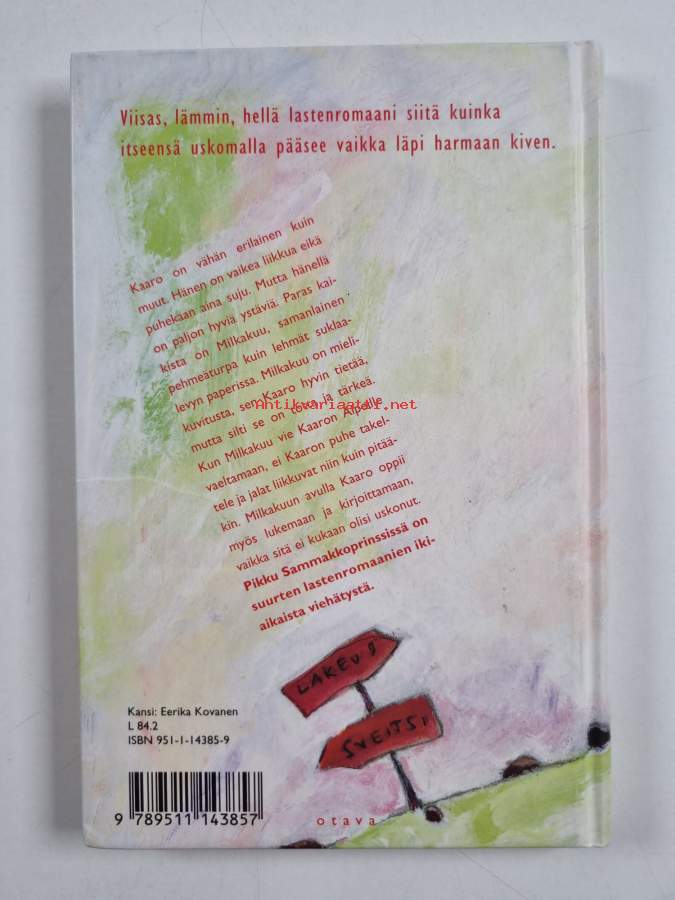 Viisas, lämmin, hellä lastenromaani siitä kuinka
itseensä uskomalla pääsee vaikka läpi harmaan kiven.
Kaaro on vähän erilainen kuin
muut. Hänen on vaikea liikkua eikä
puhekaan aina suju. Mutta hänellä
on paljon hyviä ystäviä. Paras kai-
kista on Milkakuu, samanlainen
pehmeäturpa kuin lehmät suklaa-
levyn paperissa. Milkakuu on mieli-
kuvitusta, sen Kaaro hyvin tietää,
mutta silti se on totta ja tärkeä.
Kun Milkakuu vie Kaaron Alpeille
vaeltamaan, ei Kaaron puhe takel-
tele ja jalat liikkuvat niin kuin pitää-
kin. Milkakuun avulla Kaaro oppii
myös lukemaan ja kirjoittamaan,
vaikka sitä ei kukaan olisi uskonut.
Pikku Sammakkoprinssissä on
suurten lastenromaanien iki-
aikaista viehätystä.
Antikvariaatit.net
LAKEUS
SVEITSI
Kansi: Eerika Kovanen
L 84.2
ISBN 951-1-14385-9
9 789511 143857
otava